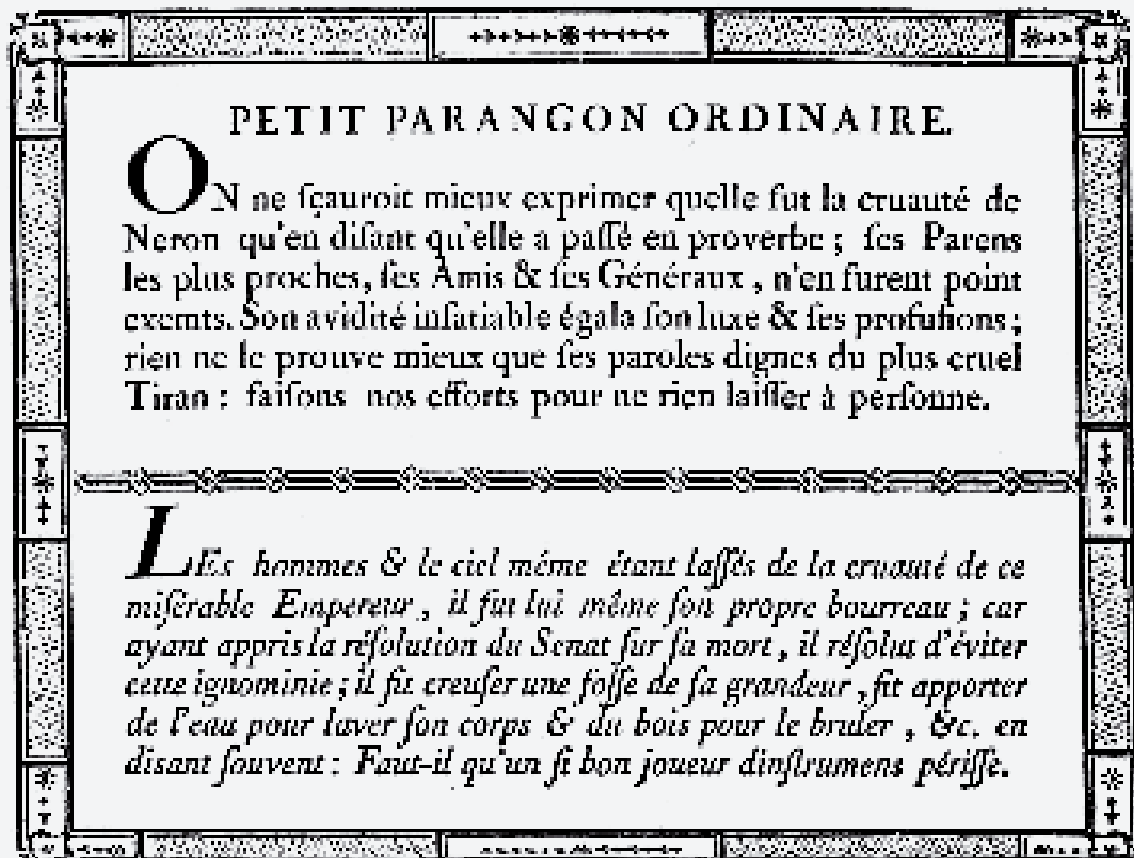 PETIT PARANGON ORDINAIRE.
ON ne ſçauroit mieux exprimer quelle fut la cruauté de
Neron qu'en diſant qu'elle a paſſé en proverbe ; ſes Parens
les plus proches, ſes Amis & ſes Généraux, n'en furent point
exemts. Son avidité inſatiable égala ſon luxe & ſes profuſions ;
rien ne le prouve mieux que ſes paroles dignes du plus cruel
Tiran : faiſons nos efforts pour ne rien laiſſer à perſonne.
LEs hommes & le ciel méme étant laſſés de la cruauté de ce
miſérable Empereur, il fut lui même ſon propre bourreau ; car
ayant appris la réſolution du Senat ſur ſa mort, il réſolut d'éviter
cette ignominie ; il fit creuſer une foſſe de ſa grandeur, fit apporter
de l'eau pour laver ſon corps & du bois pour le bruler, &c. en
disant ſouvent : Faut-il qu'un ſi bon joueur dinſtrumens périſſe.